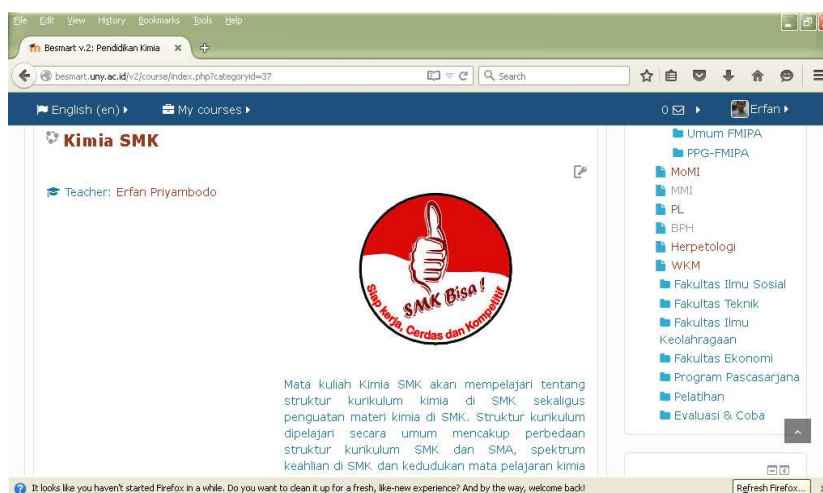 File Edit View History Bookmarks Tools Help
Besmart v.2: Pendidikan Kimia
besmart.uny.ac.id/v2/course/index.php?categoryid=37
Search
English (en)
My courses
0
Erfan
Kimia SMK
Teacher: Erfan Priyambodo
SMK Bisa!
Siap kerja, Cerdas dan Kompetitif
Mata kuliah Kimia SMK akan mempelajari tentang
struktur kurikulum kimia di SMK sekaligus
penguatan materi kimia di SMK. Struktur kurikulum
dipelajari secara umum mencakup perbedaan
struktur kurikulum SMK dan SMA, spektrum
keahlian di SMK dan kedudukan mata pelajaran kimia
Umum FMIPA
PPG-FMIPA
MoMI
MMI
PL
BPH
Herpetologi
WKM
Fakultas Ilmu Sosial
Fakultas Teknik
Fakultas Ilmu
Keolahragaan
Fakultas Ekonomi
Program Pascasarjana
Pelatihan
Evaluasi & Coba
It looks like you haven't started Firefox in a while. Do you want to clean it up for a fresh, like-new experience? And by the way, welcome back!
Refresh Firefox...